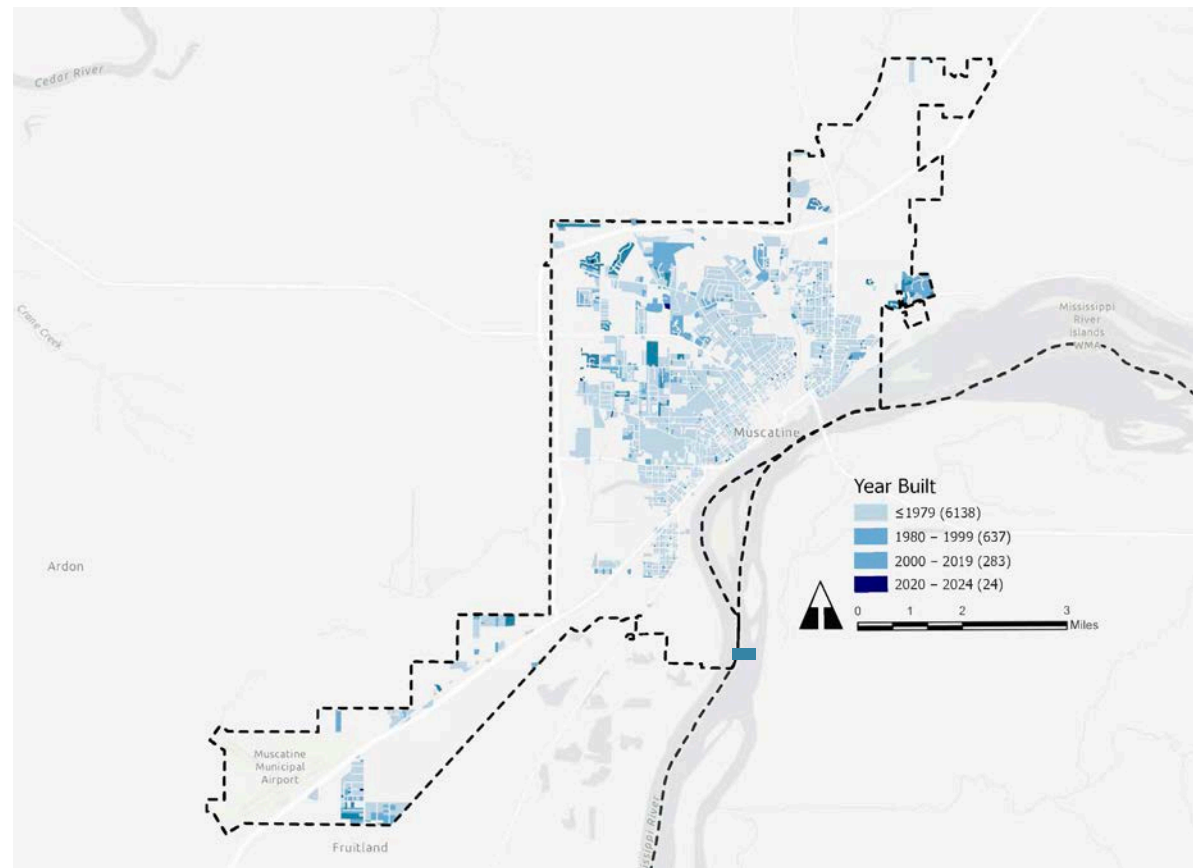 Cedar River
Crane Creek
Mississippi
River
Islands
WMA
Muscatine
Year Built
≤1979 (6138)
1980 – 1999 (637)
2000 – 2019 (283)
2020 – 2024 (24)
0 1 2 3
Miles
Ardon
Muscatine
Municipal
Airport
Fruitland
ssippi River